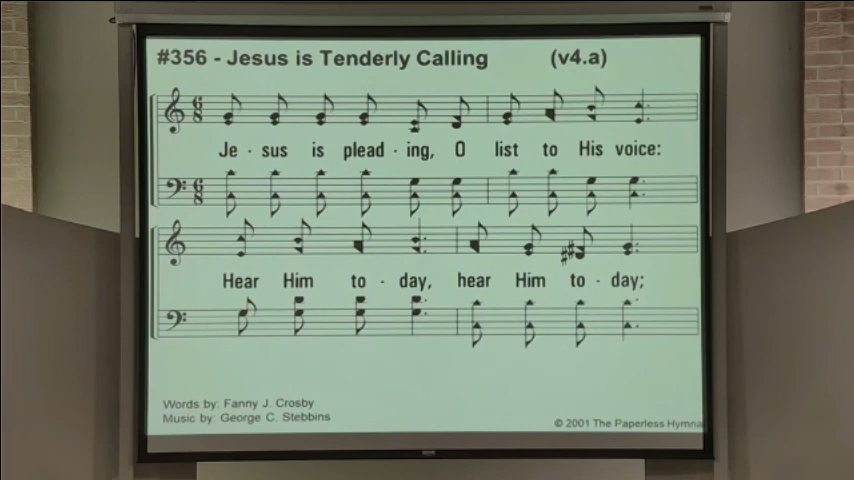 #356 - Jesus is Tenderly Calling (v4.a)
Je - sus is plead - ing, O list to His voice:
Hear Him to - day, hear Him to - day;
Words by: Fanny J. Crosby
Music by: George C. Stebbins
© 2001 The Paperless Hymna